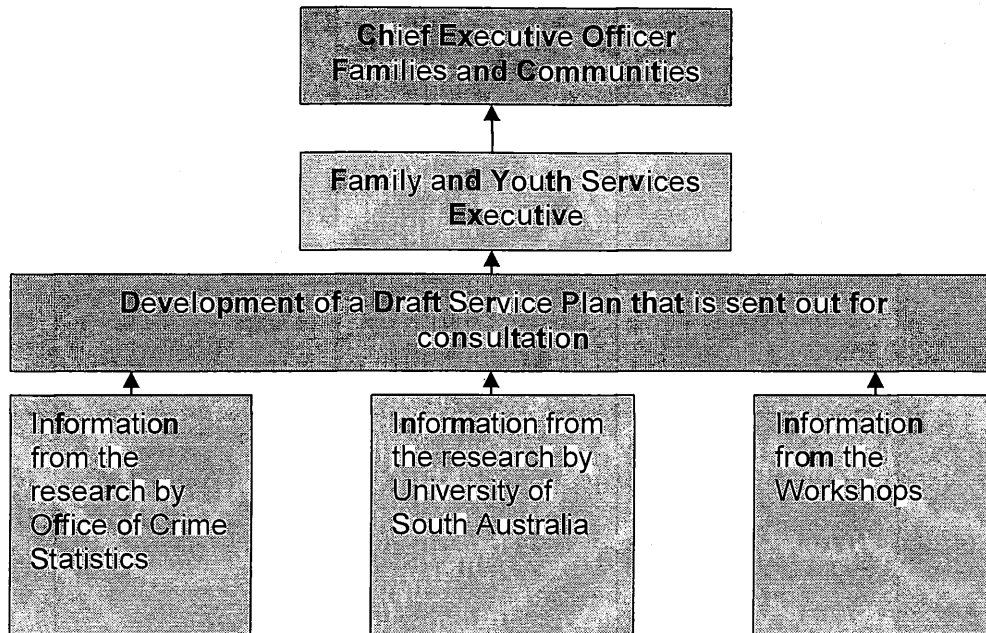 Chief Executive Officer
Families and Communities
Family and Youth Services
Executive
Development of a Draft Service Plan that is sent out for
consultation
Information
from the
research by
Office of Crime
Statistics
Information from
the research by
University of
South Australia
Information
from the
Workshops